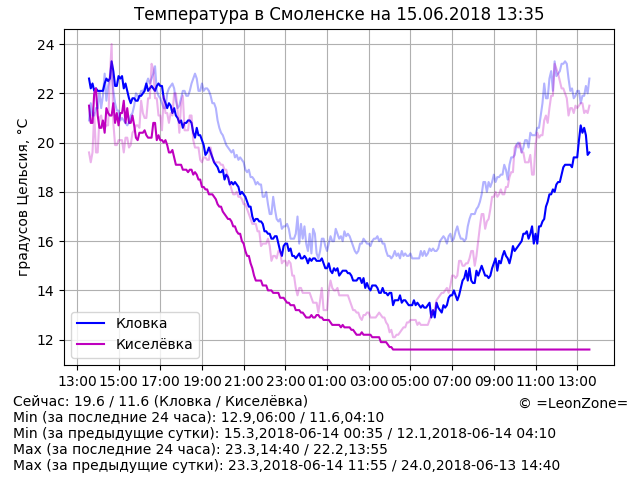 Температура в Смоленске на 15.06.2018 13:35
градусов Цельсия, °C
24
22
20
18
16
14
12
Кловка
Киселёвка
13:00 15:00 17:00 19:00 21:00 23:00 01:00 03:00 05:00 07:00 09:00 11:00 13:00
Сейчас: 19.6 / 11.6 (Кловка / Киселёвка)
© =LeonZone=
Min (за последние 24 часа): 12.9,06:00 / 11.6,04:10
Min (за предыдущие сутки): 15.3,2018-06-14 00:35 / 12.1,2018-06-14 04:10
Max (за последние 24 часа): 23.3,14:40 / 22.2,13:55
Max (за предыдущие сутки): 23.3,2018-06-14 11:55 / 24.0,2018-06-13 14:40